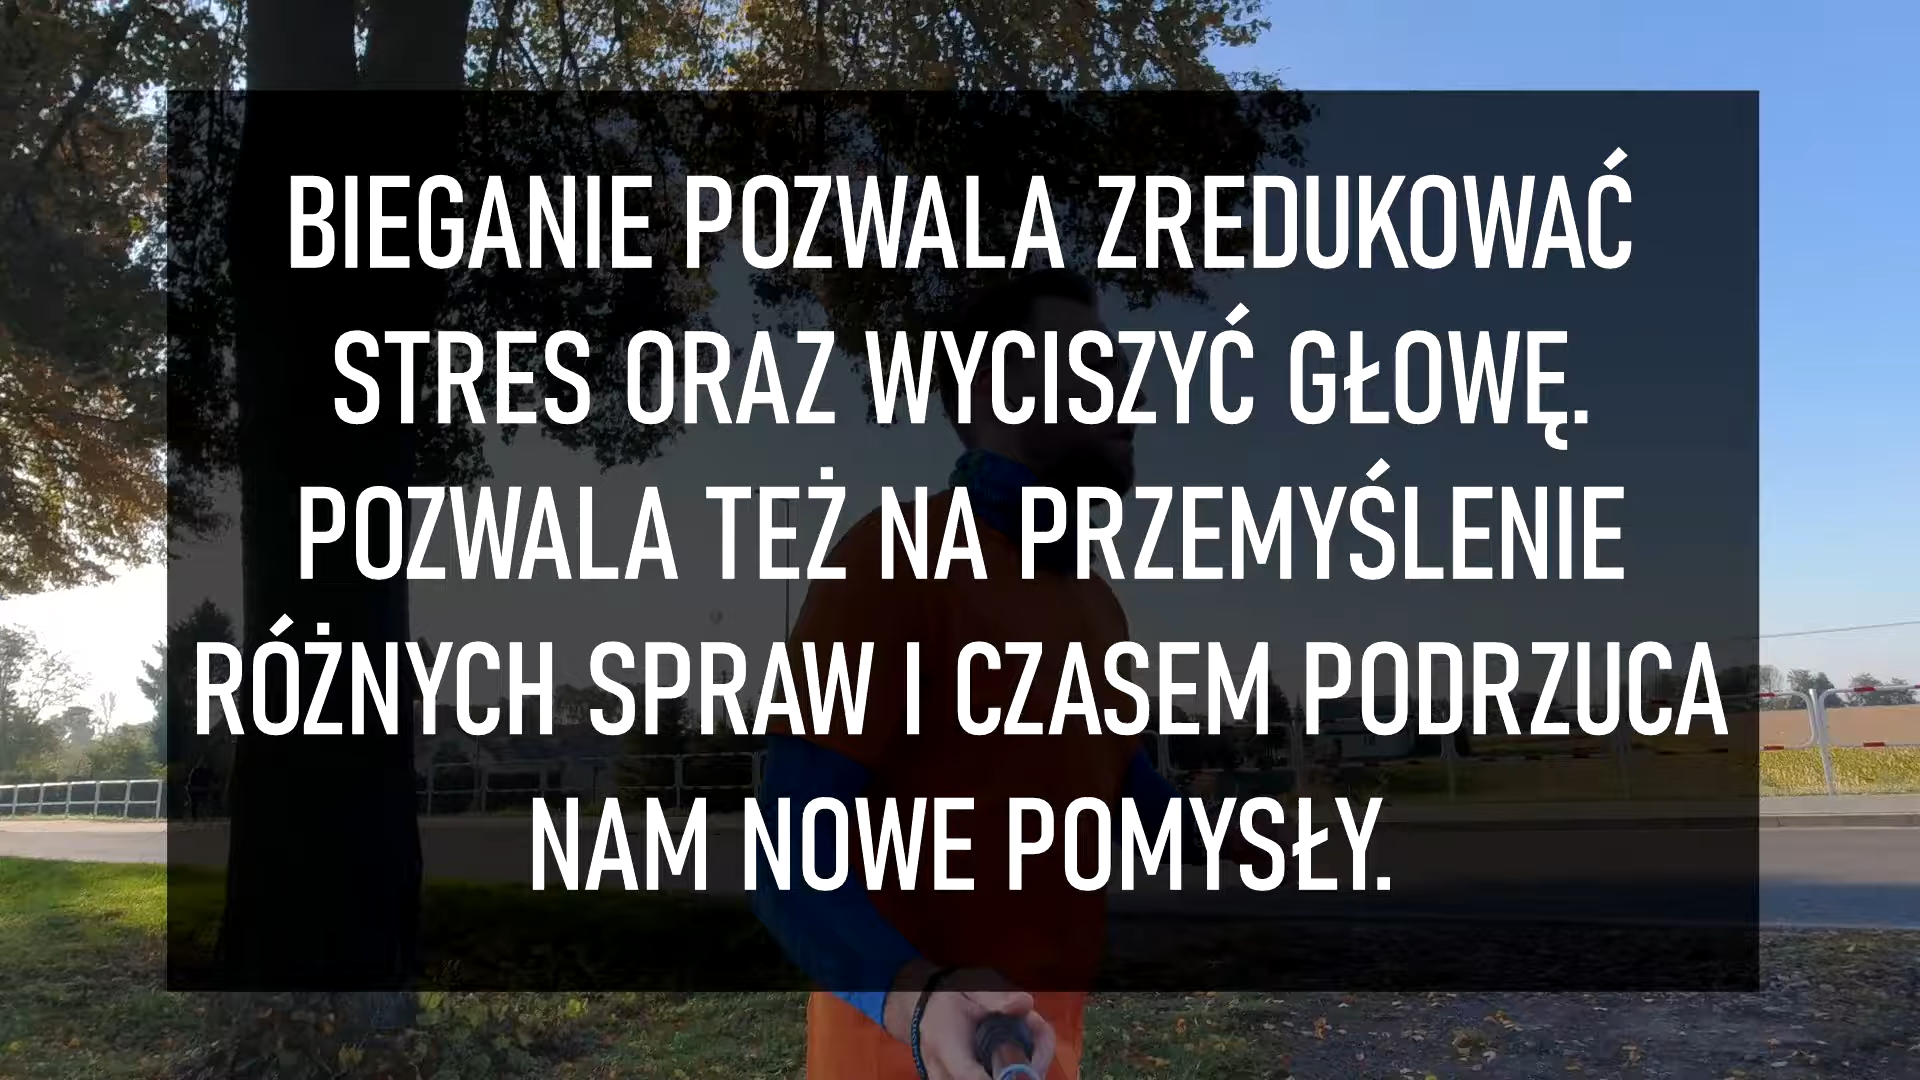 BIEGANIE POZWALA ZREDUKOWAĆ
STRES ORAZ WYCISZYĆ GŁOWĘ.
POZWALA TEŻ NA PRZEMYŚLENIE
RÓŻNYCH SPRAW I CZASEM PODRZUCA
NAM NOWE POMYSŁY.